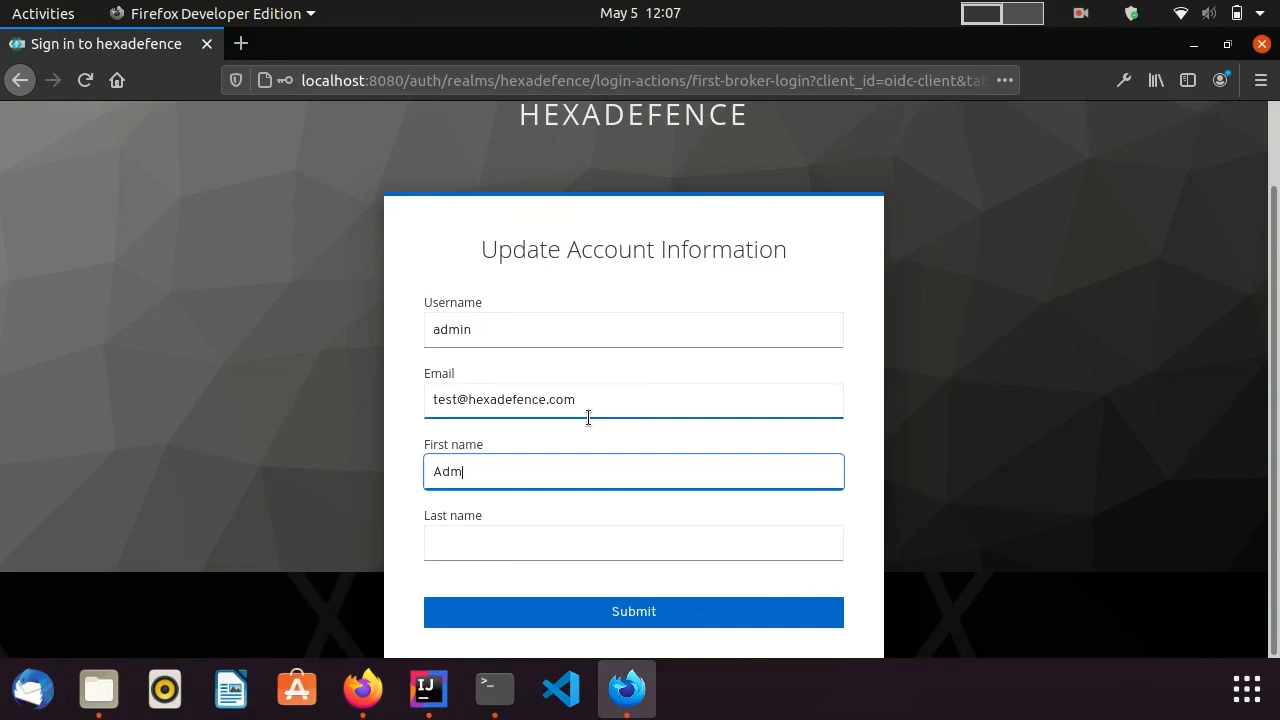 Activities
Firefox Developer Edition
May 5 12:07
Sign in to hexadefence
localhost:8080/auth/realms/hexadefence/login-actions/first-broker-login?client_id=oidc-client&tab
HEXADEFENCE
Update Account Information
Username
admin
Email
test@hexadefence.com
First name
Adm
Last name
Submit
IJ